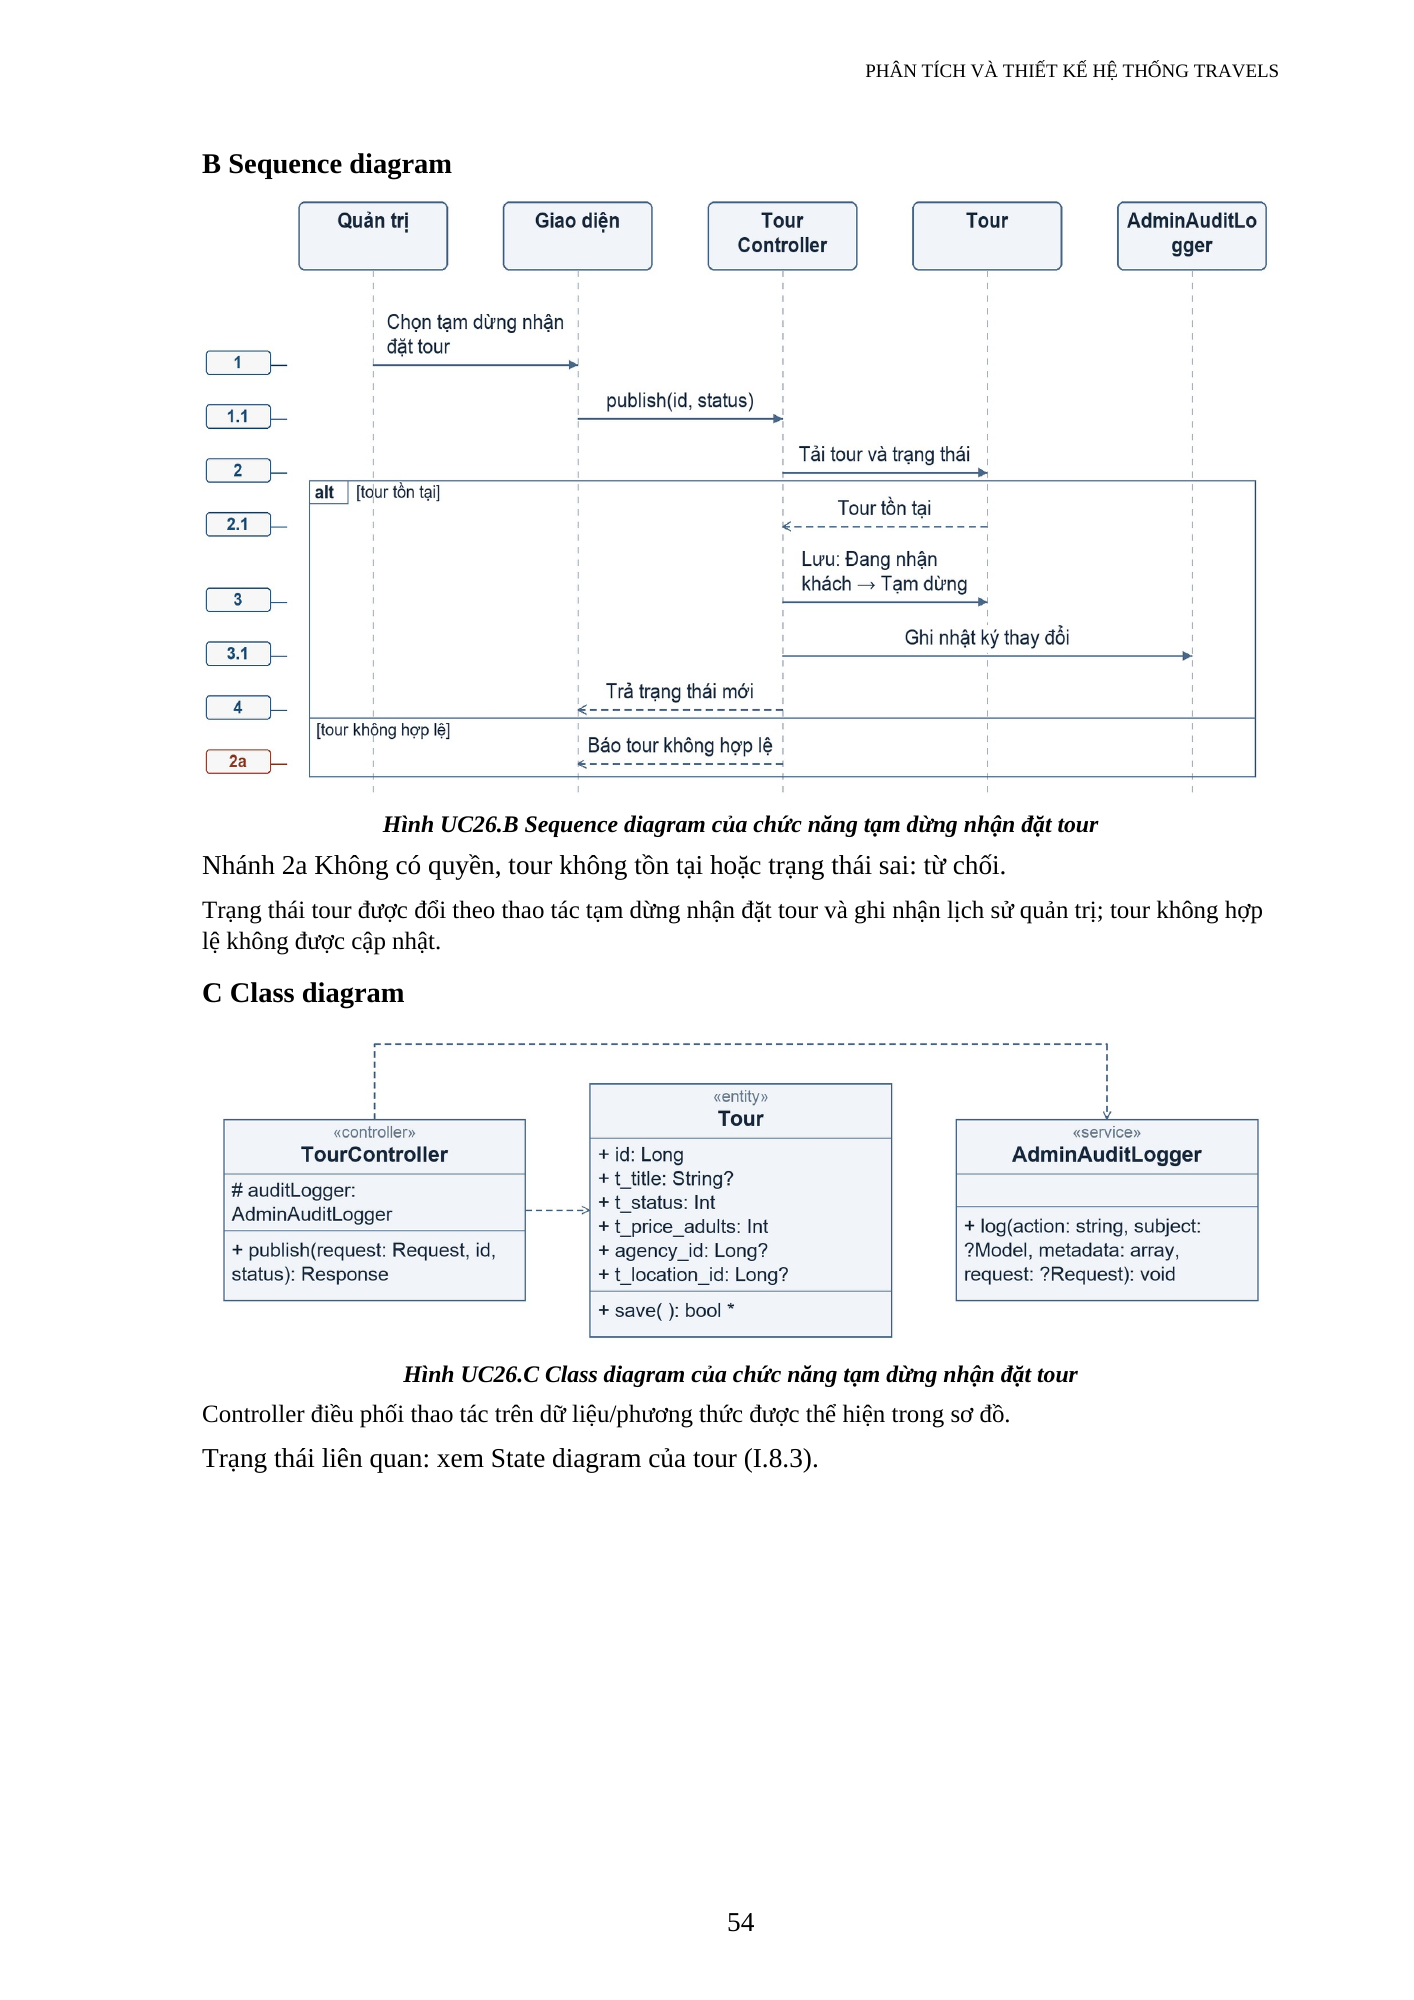 PHÂN TÍCH VÀ THIẾT KẾ HỆ THỐNG TRAVELS
B Sequence diagram
Quản trị
Giao diện
Tour
Controller
Tour
AdminAuditLo
gger
Chọn tạm dừng nhận
đặt tour
1
publish(id, status)
1.1
Tải tour và trạng thái
2
alt [tour tồn tại]
Tour tồn tại
2.1
Lưu: Đang nhận
khách → Tạm dừng
3
Ghi nhật ký thay đổi
3.1
Trả trạng thái mới
4
[tour không hợp lệ]
Báo tour không hợp lệ
2a
Hình UC26.B Sequence diagram của chức năng tạm dừng nhận đặt tour
Nhánh 2a Không có quyền, tour không tồn tại hoặc trạng thái sai: từ chối.
Trạng thái tour được đổi theo thao tác tạm dừng nhận đặt tour và ghi nhận lịch sử quản trị; tour không hợp
lệ không được cập nhật.
C Class diagram
«controller»
TourController
# auditLogger:
AdminAuditLogger
+ publish(request: Request, id,
status): Response
«entity»
Tour
+ id: Long
+ t_title: String?
+ t_status: Int
+ t_price_adults: Int
+ agency_id: Long?
+ t_location_id: Long?
+ save( ): bool *
«service»
AdminAuditLogger
+ log(action: string, subject:
?Model, metadata: array,
request: ?Request): void
Hình UC26.C Class diagram của chức năng tạm dừng nhận đặt tour
Controller điều phối thao tác trên dữ liệu/phương thức được thể hiện trong sơ đồ.
Trạng thái liên quan: xem State diagram của tour (I.8.3).
54